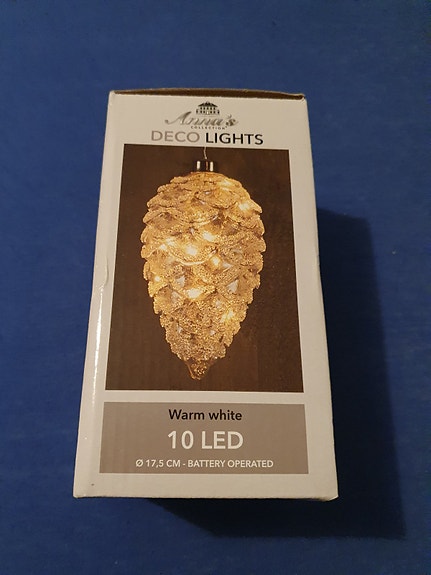 Anna's
COLLECTION
DECO LIGHTS
Warm white
10 LED
Ø 17,5 CM - BATTERY OPERATED